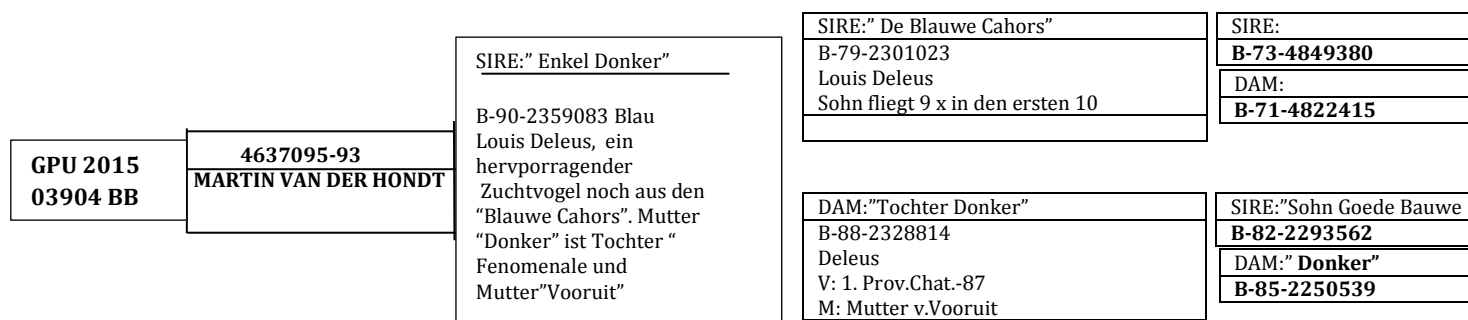 GPU 2015
03904 BB
4637095-93
MARTIN VAN DER HONDT
SIRE:” Enkel Donker”
B-90-2359083 Blau
Louis Deleus, ein
hervporragender
Zuchtvogel noch aus den
“Blauwe Cahors”. Mutter
“Donker” ist Tochter “
Fenomenale und
Mutter”Vooruit”
SIRE:” De Blauwe Cahors”
B-79-2301023
Louis Deleus
Sohn fliegt 9 x in den ersten 10
DAM:”Tochter Donker”
B-88-2328814
Deleus
V: 1. Prov.Chat.-87
M: Mutter v.Vooruit
SIRE:
B-73-4849380
DAM:
B-71-4822415
SIRE:”Sohn Goede Bauwe
B-82-2293562
DAM:” Donker”
B-85-2250539